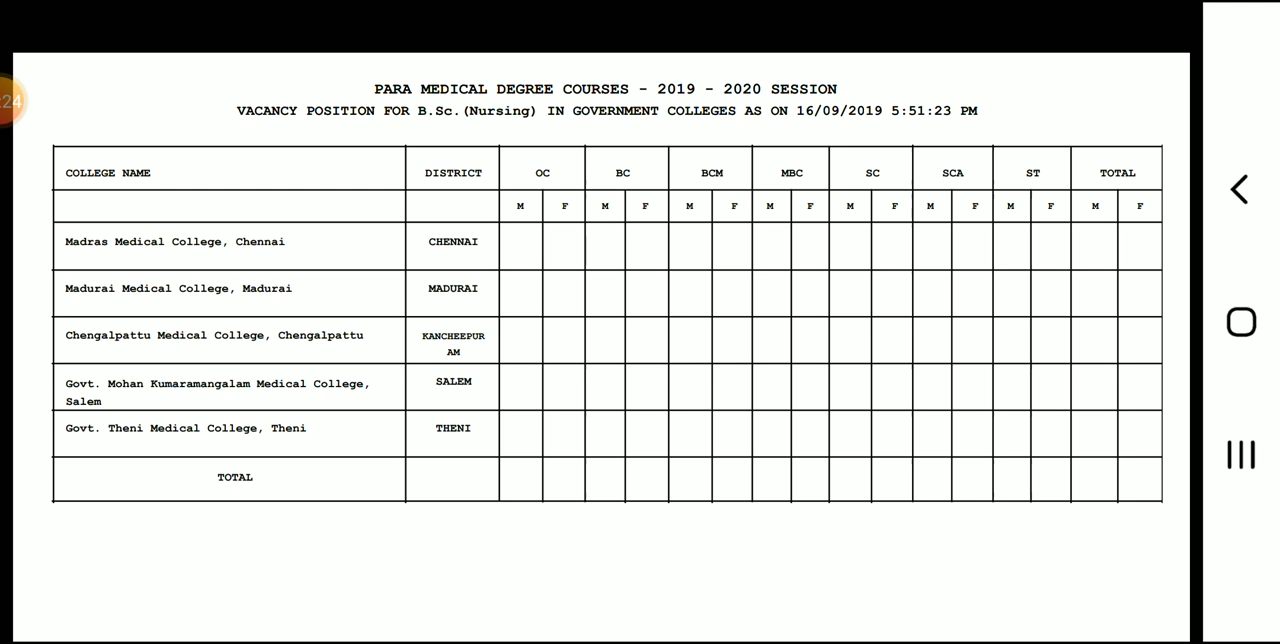 :24
PARA MEDICAL DEGREE COURSES - 2019 - 2020 SESSION
VACANCY POSITION FOR B.Sc.(Nursing) IN GOVERNMENT COLLEGES AS ON 16/09/2019 5:51:23 PM
COLLEGE NAME DISTRICT OC BC BCM MBC SC SCA ST TOTAL
M F M F M F M F M F M F M F M F
Madras Medical College, Chennai CHENNAI
Madurai Medical College, Madurai MADURAI
Chengalpattu Medical College, Chengalpattu KANCHEEPUR
AM
Govt. Mohan Kumaramangalam Medical College, SALEM
Salem
Govt. Theni Medical College, Theni THENI
TOTAL